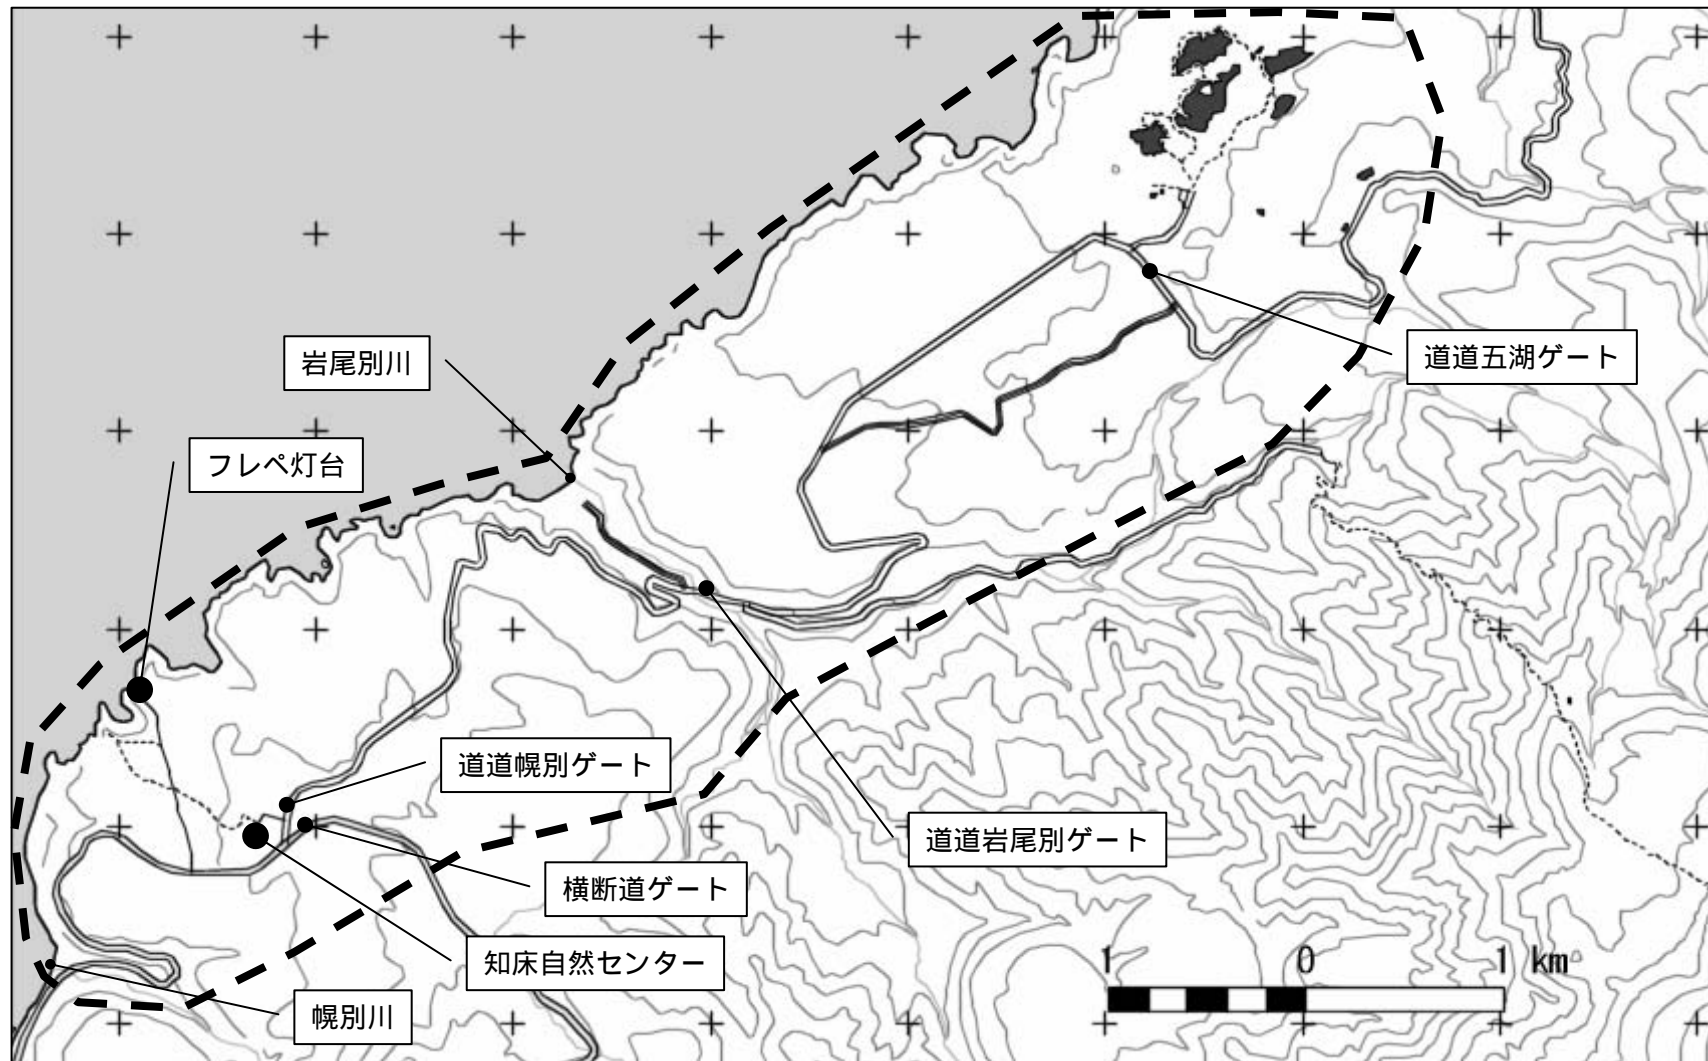 岩尾別川
道道五湖ゲート
フレペ灯台
道道幌別ゲート
道道岩尾別ゲート
横断道ゲート
知床自然センター
幌別川
1 0 1 km